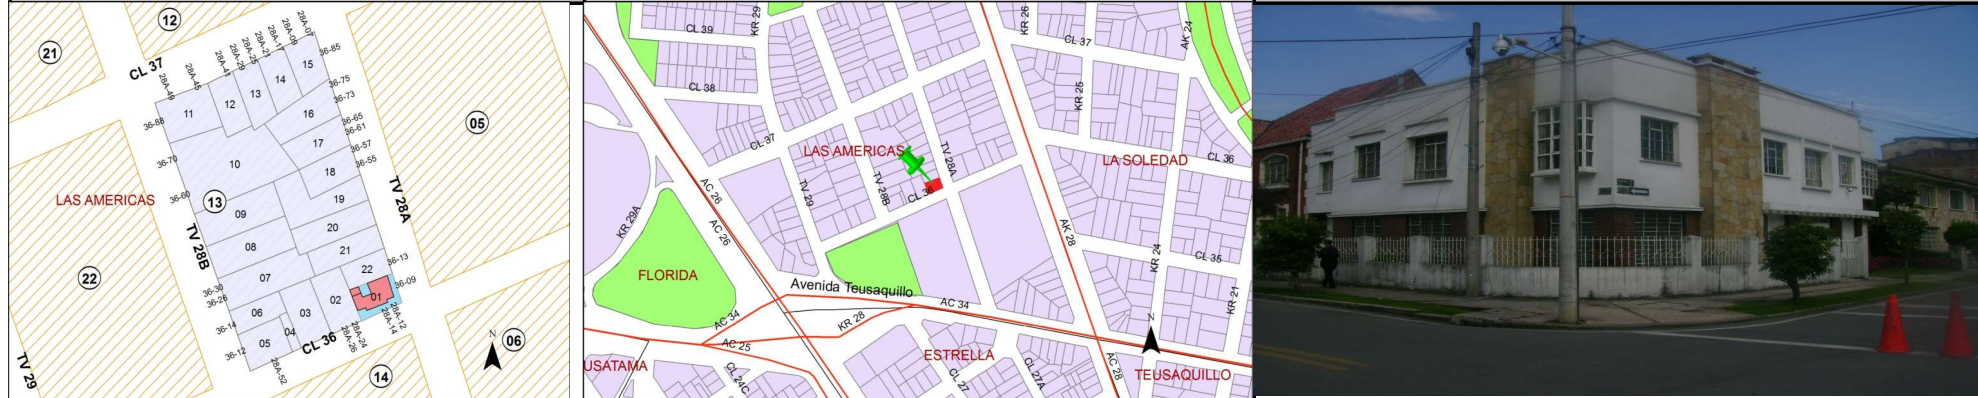 12
21
CL 37
28A-49
28A-45
28A-41
28A-29
28A-25
28A-21
28A-17
28A-09
28A-07
36-85
36-75
36-73
36-65
36-61
36-57
36-55
36-88
36-70
36-60
36-30
36-26
36-14
36-12
11
12
13
14
15
16
17
18
19
20
21
22
10
09
08
07
06
05
04
03
02
01
13
05
LAS AMERICAS
22
TV 28A
TV 28B
TV 29
36-13
36-09
28A-12
28A-14
28A-24
28A-26
28A-52
CL 36
14
06
N
CL 39
KR 29
CL 38
CL 37
KR 26
CL 37
AK 24
KR 25
CL 36
LAS AMERICAS
LA SOLEDAD
TV 28A
TV 28B
TV 29
CL 36
AC 26
AC 26
KR 29A
FLORIDA
AK 28
KR 24
CL 35
KR 21
Avenida Teusaquillo
AC 34
AC 34
KR 28
AC 25
USATAMA
CL 24C
ESTRELLA
CL 27
CL 27A
AC 28
N
TEUSAQUILLO